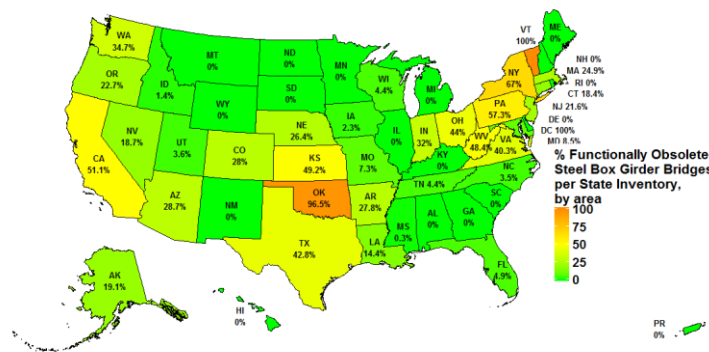 WA
34.7%
OR
22.7%
CA
51.1%
NV
18.7%
ID
1.4%
MT
0%
WY
0%
UT
3.6%
AZ
28.7%
CO
28%
NM
0%
ND
0%
SD
0%
NE
26.4%
KS
49.2%
OK
96.5%
TX
42.8%
MN
0%
IA
2.3%
MO
7.3%
AR
27.8%
LA
14.4%
WI
4.4%
IL
0%
MI
0%
IN
32%
OH
44%
KY
0%
TN 4.4%
MS
0.3%
AL
0%
GA
0%
FL
4.9%
SC
0%
NC
3.5%
VA
40.3%
WV
48.4%
PA
57.3%
NY
67%
VT
100%
ME
0%
NH 0%
MA 24.9%
RI 0%
CT 18.4%
NJ 21.6%
DE 0%
DC 100%
MD 8.5%
AK
19.1%
HI
0%
PR
0%
% Functionally Obsolete
Steel Box Girder Bridges
per State Inventory,
by area
100
75
50
25
0